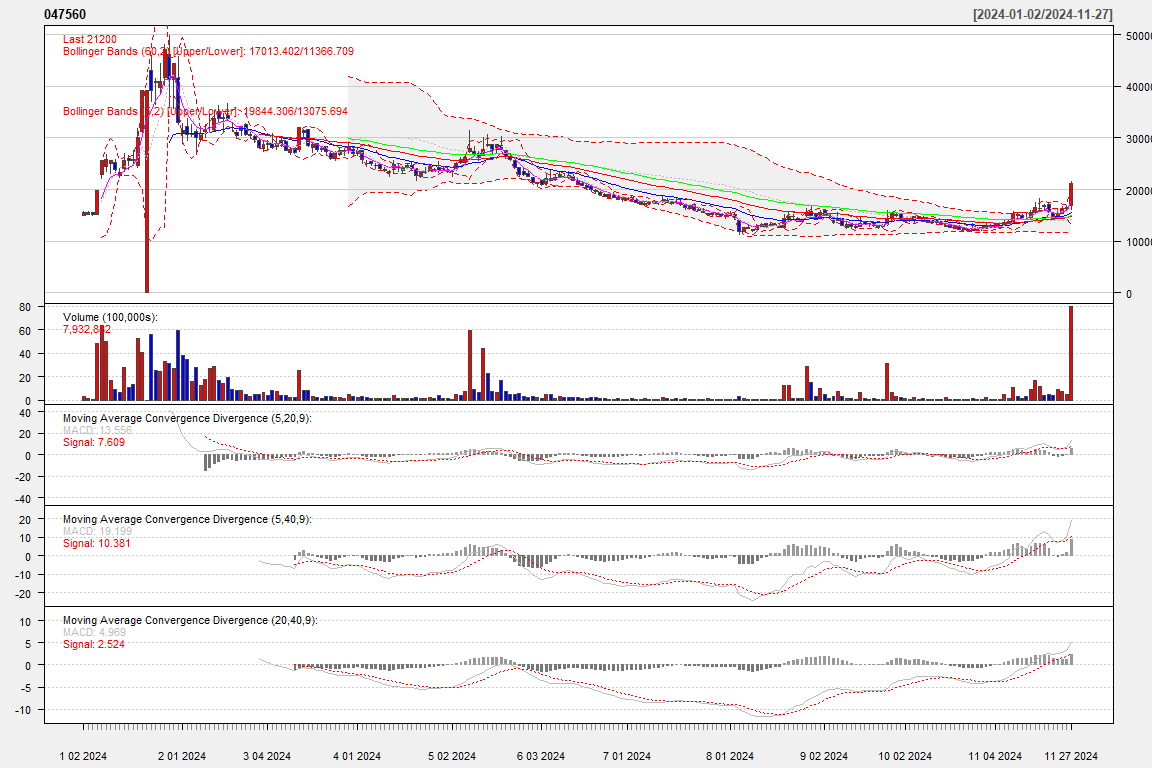 047560 [2024-01-02/2024-11-27]
Last 21200
Bollinger Bands (60,2) [Upper/Lower]: 17013.402/11366.709
Bollinger Bands ,2) [Upper/Lower]: 19844.306/13075.694
50000
40000
30000
20000
10000
0
Volume (100,000s):
7,932,882
80
60
40
20
0
Moving Average Convergence Divergence (5,20,9):
MACD: 13.556
Signal: 7.609
40
20
0
-20
-40
Moving Average Convergence Divergence (5,40,9):
MACD: 19.199
Signal: 10.381
20
10
0
-10
-20
Moving Average Convergence Divergence (20,40,9):
MACD: 4.969
Signal: 2.524
10
5
0
-5
-10
1 02 2024 2 01 2024 3 04 2024 4 01 2024 5 02 2024 6 03 2024 7 01 2024 8 01 2024 9 02 2024 10 02 2024 11 04 2024 11 27 2024